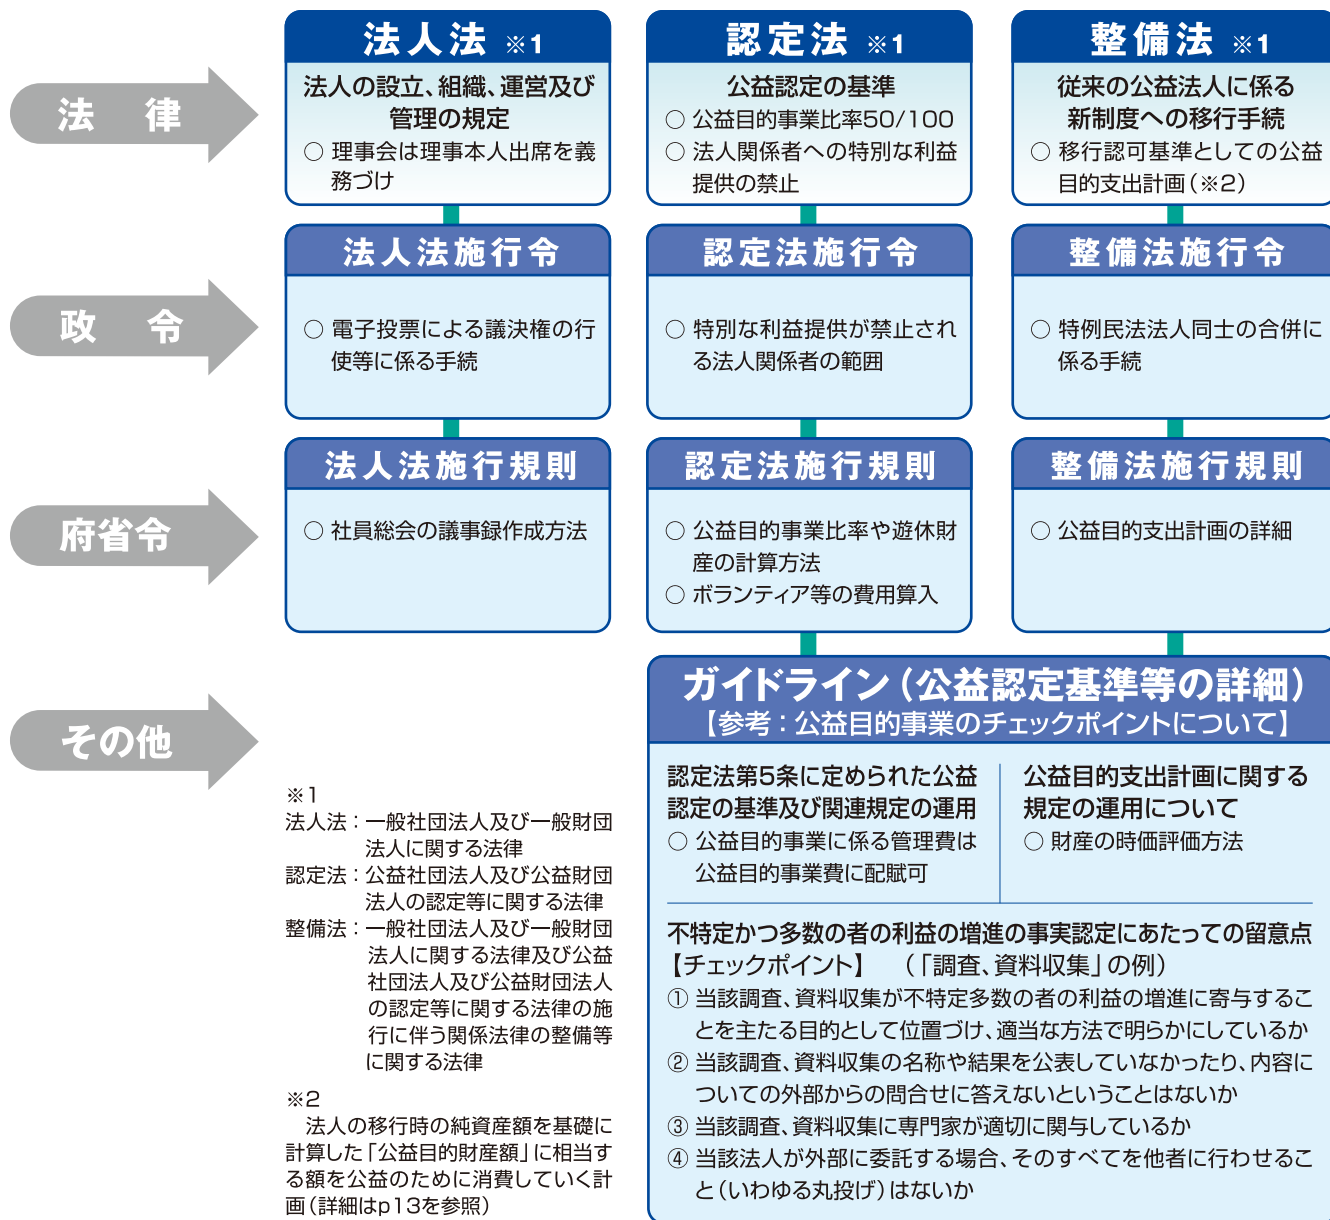 法律
法人法 ※1
法人の設立、組織、運営及び
管理の規定
○ 理事会は理事本人出席を義
務づけ
認定法 ※1
公益認定の基準
○ 公益目的事業比率50/100
○ 法人関係者への特別な利益
提供の禁止
整備法 ※1
従来の公益法人に係る
新制度への移行手続
○ 移行認可基準としての公益
目的支出計画(※2)
政令
法人法施行令
○ 電子投票による議決権の行
使等に係る手続
認定法施行令
○ 特別な利益提供が禁止され
る法人関係者の範囲
整備法施行令
○ 特例民法法人同士の合併に
係る手続
府省令
法人法施行規則
○ 社員総会の議事録作成方法
認定法施行規則
○ 公益目的事業比率や遊休財
産の計算方法
○ ボランティア等の費用算入
整備法施行規則
○ 公益目的支出計画の詳細
その他
ガイドライン(公益認定基準等の詳細)
【参考:公益目的事業のチェックポイントについて】
認定法第5条に定められた公益
認定の基準及び関連規定の運用
○ 公益目的事業に係る管理費は
公益目的事業費に配賦可
公益目的支出計画に関する
規定の運用について
○ 財産の時価評価方法
不特定かつ多数の者の利益の増進の事実認定にあたっての留意点
【チェックポイント】 (「調査、資料収集」の例)
① 当該調査、資料収集が不特定多数の者の利益の増進に寄与するこ
とを主たる目的として位置づけ、適当な方法で明らかにしているか
② 当該調査、資料収集の名称や結果を公表していなかったり、内容に
ついての外部からの問合せに答えないということはないか
③ 当該調査、資料収集に専門家が適切に関与しているか
④ 当該法人が外部に委託する場合、そのすべてを他者に行わせるこ
と(いわゆる丸投げ)はないか
※1
法人法:一般社団法人及び一般財団
法人に関する法律
認定法:公益社団法人及び公益財団
法人の認定等に関する法律
整備法:一般社団法人及び一般財団
法人に関する法律及び公益
社団法人及び公益財団法人
の認定等に関する法律の施
行に伴う関係法律の整備等
に関する法律
※2
法人の移行時の純資産額を基礎に
計算した「公益目的財産額」に相当す
る額を公益のために消費していく計
画(詳細はp13を参照)